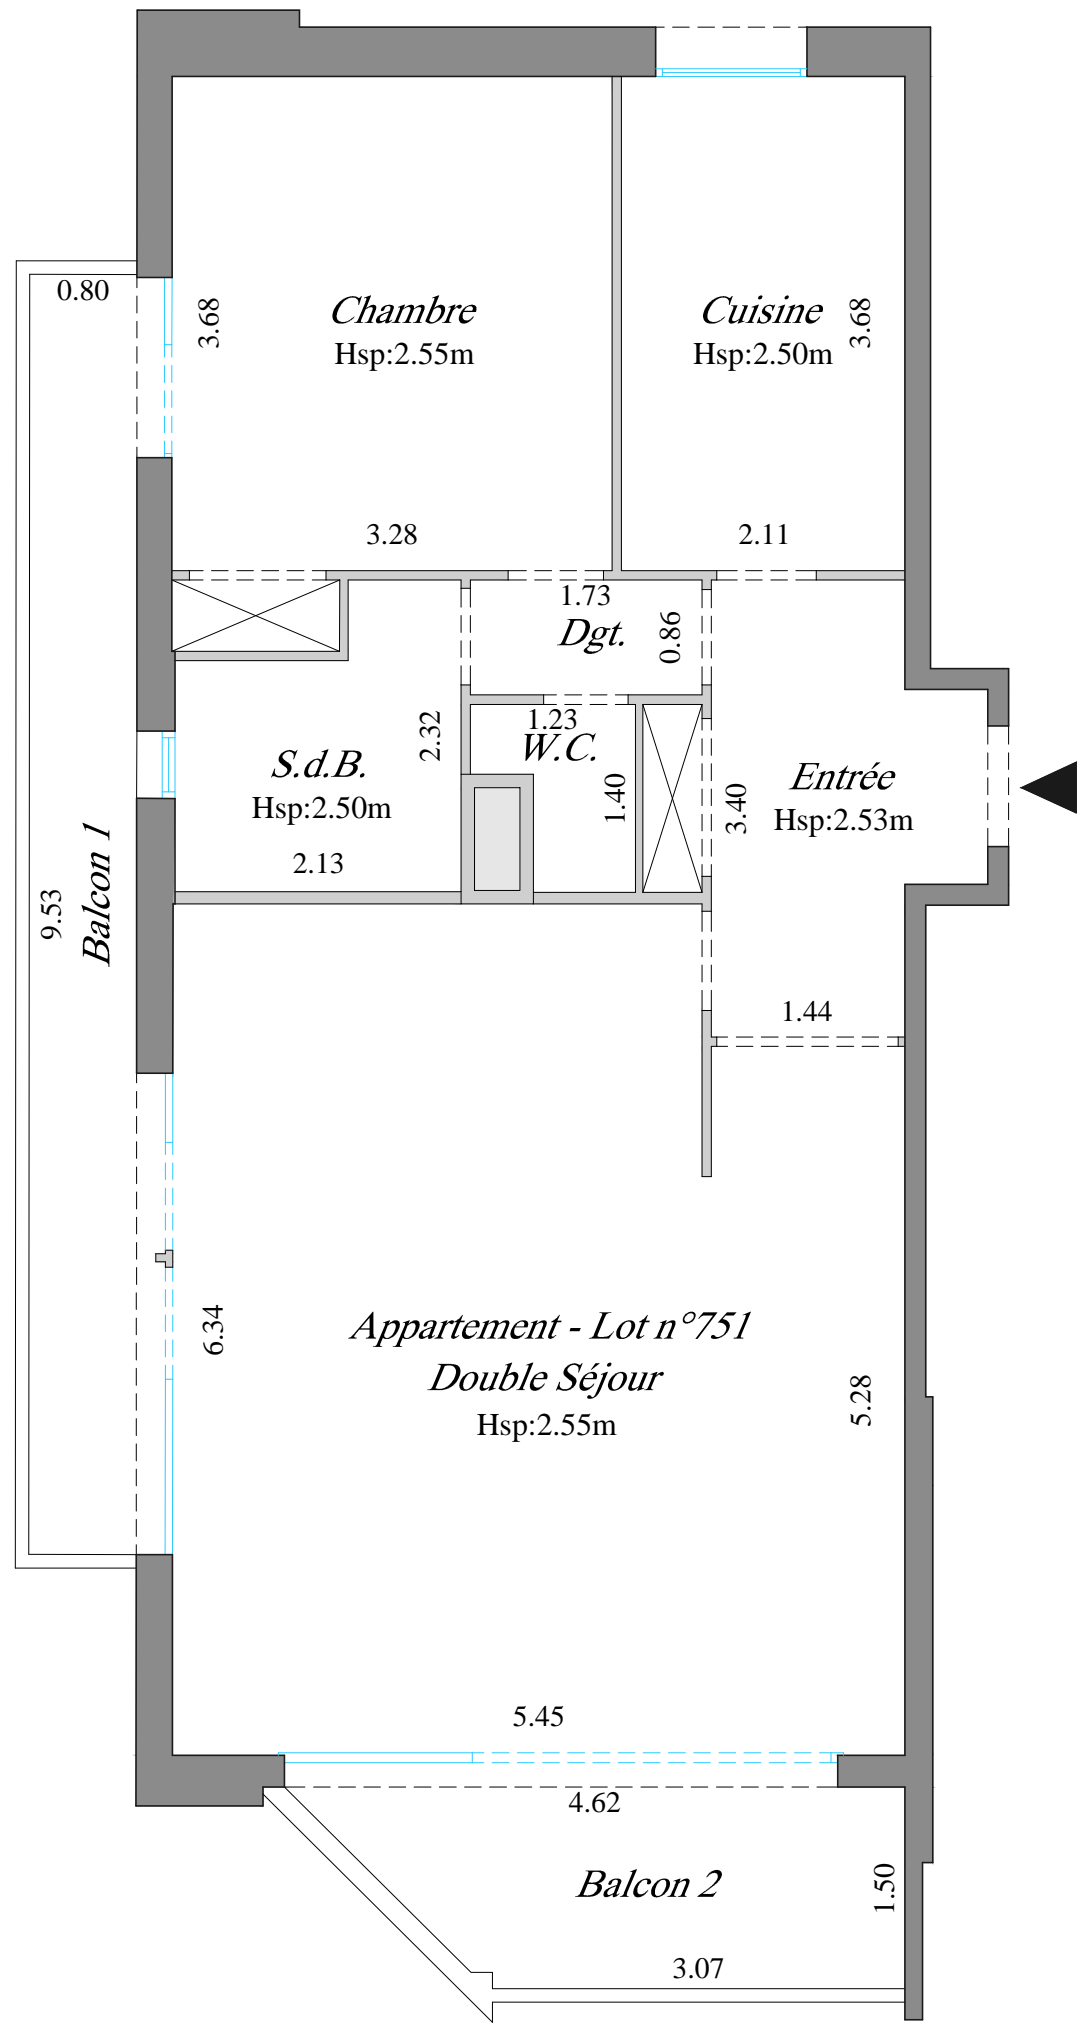 0.80
3.68
Chambre
Hsp:2.55m
3.28
Cuisine
Hsp:2.50m
3.68
2.11
1.73
Dgt.
0.86
S.d.B.
Hsp:2.50m
2.32
2.13
1.23
W.C.
1.40
3.40
Entrée
Hsp:2.53m
1.44
9.53
Balcon 1
6.34
Appartement - Lot n°751
Double Séjour
Hsp:2.55m
5.28
5.45
4.62
Balcon 2
1.50
3.07